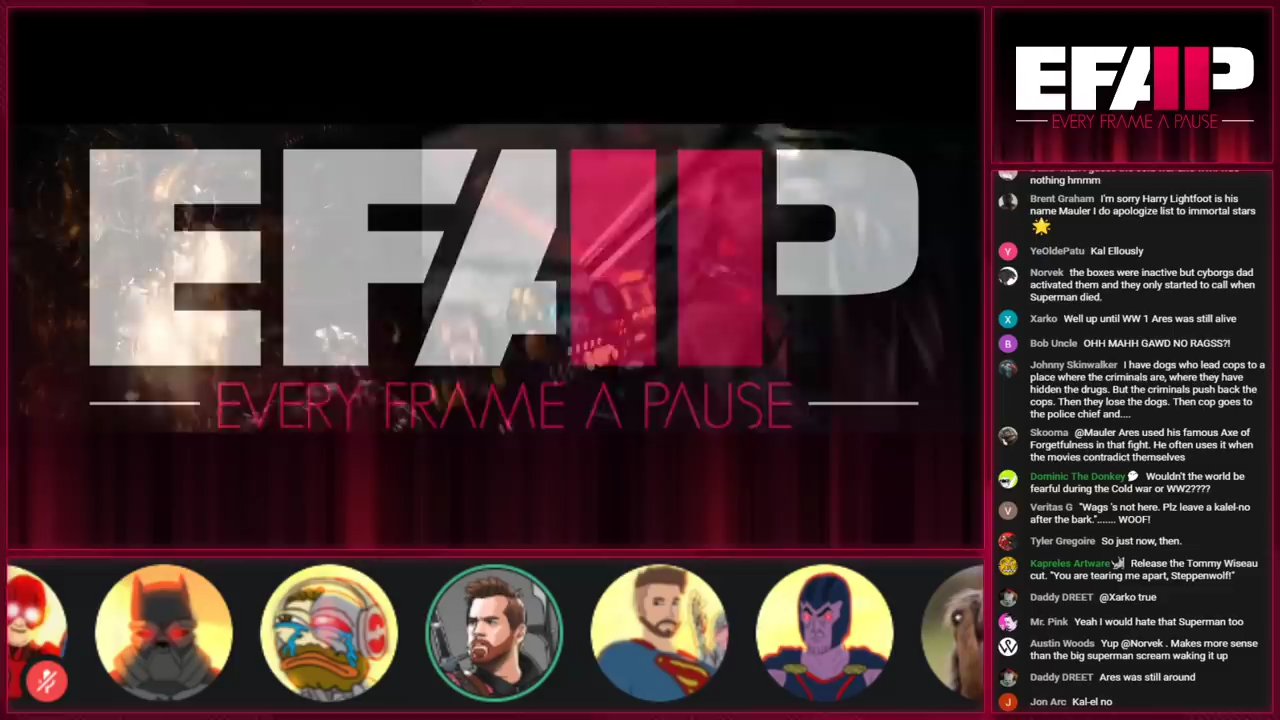 EFAP
EVERY FRAME A PAUSE
EFAP
EVERY FRAME A PAUSE
nothing hmmm
Brent Graham I'm sorry Harry Lightfoot is his
name Mauler I do apologize list to immortal stars
YeOldePatu Kal Ellously
Norvek the boxes were inactive but cyborgs dad
activated them and they only started to call when
Superman died.
Xarko Well up until WW 1 Ares was still alive
Bob Uncle OHH MAHH GAWD NO RAGSS?!
Johnny Skinwalker I have dogs who lead cops to a
place where the criminals are, where they have
hidden the drugs. But the criminals push back the
cops. Then they lose the dogs. Then cop goes to
the police chief and....
Skooma @Mauler Ares used his famous Axe of
Forgetfulness in that fight. He often uses it when
the movies contradict themselves
Dominic The Donkey Wouldn't the world be
fearful during the Cold war or WW2????
Veritas G "Wags 's not here. Plz leave a kalel-no
after the bark."....... WOOF!
Tyler Gregoire So just now, then.
Kapreles Artware Release the Tommy Wiseau
cut. "You are tearing me apart, Steppenwolf!"
Daddy DREET @Xarko true
Mr. Pink Yeah I would hate that Superman too
Austin Woods Yup @Norvek . Makes more sense
than the big superman scream waking it up
Daddy DREET Ares was still around
Jon Arc Kal-el no